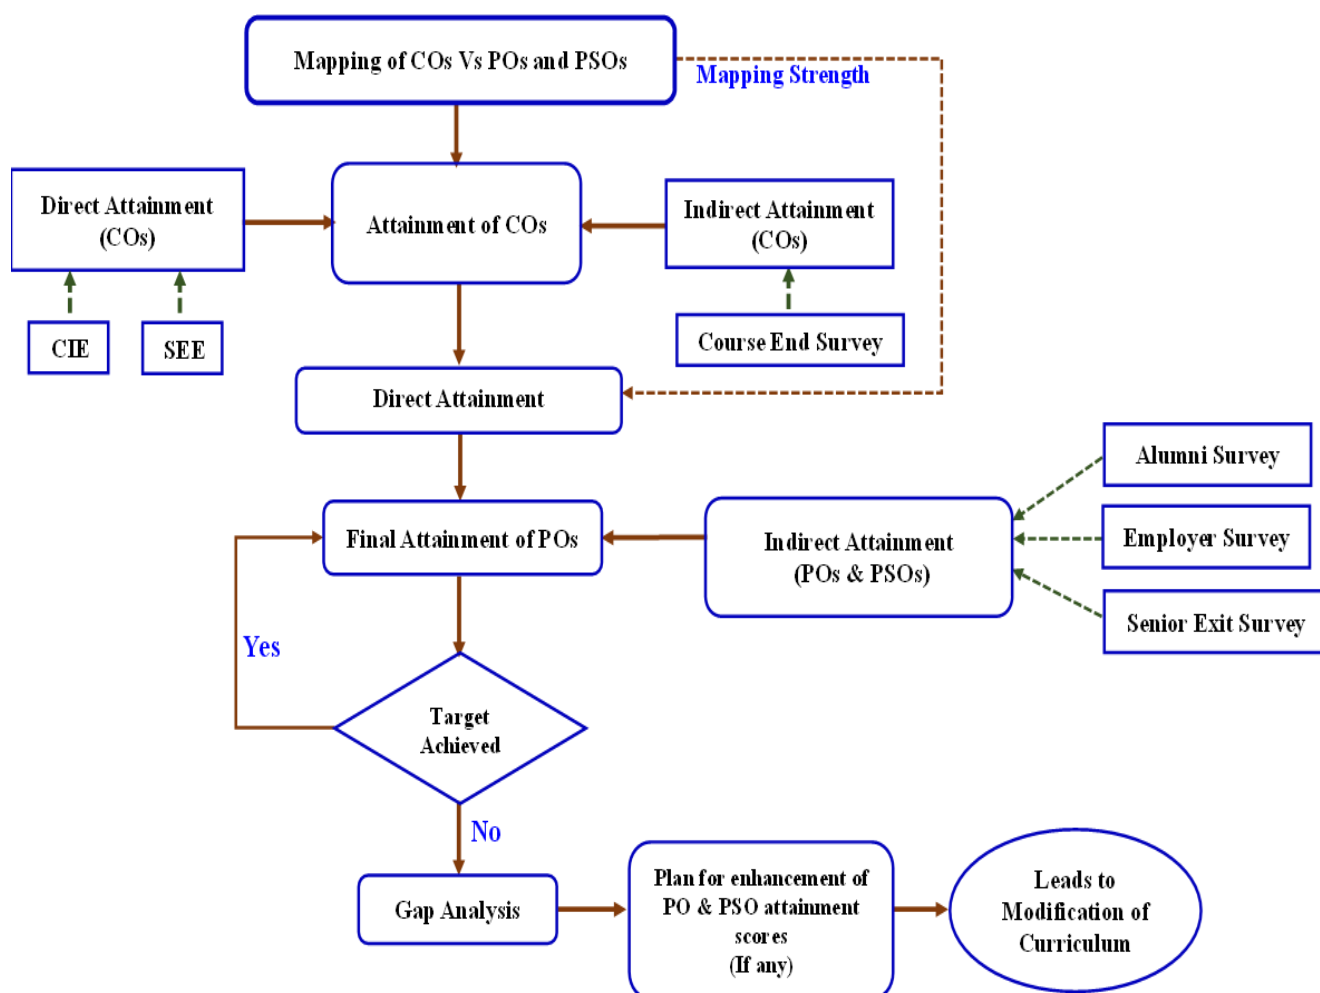 Mapping of COs Vs POs and PSOs
Mapping Strength
Direct Attainment
(COs)
Attainment of COs
Indirect Attainment
(COs)
CIE
SEE
Course End Survey
Direct Attainment
Alumni Survey
Final Attainment of POs
Indirect Attainment
(POs & PSOs)
Employer Survey
Senior Exit Survey
Yes
Target
Achieved
No
Gap Analysis
Plan for enhancement of
PO & PSO attainment
scores
(If any)
Leads to
Modification of
Curriculum